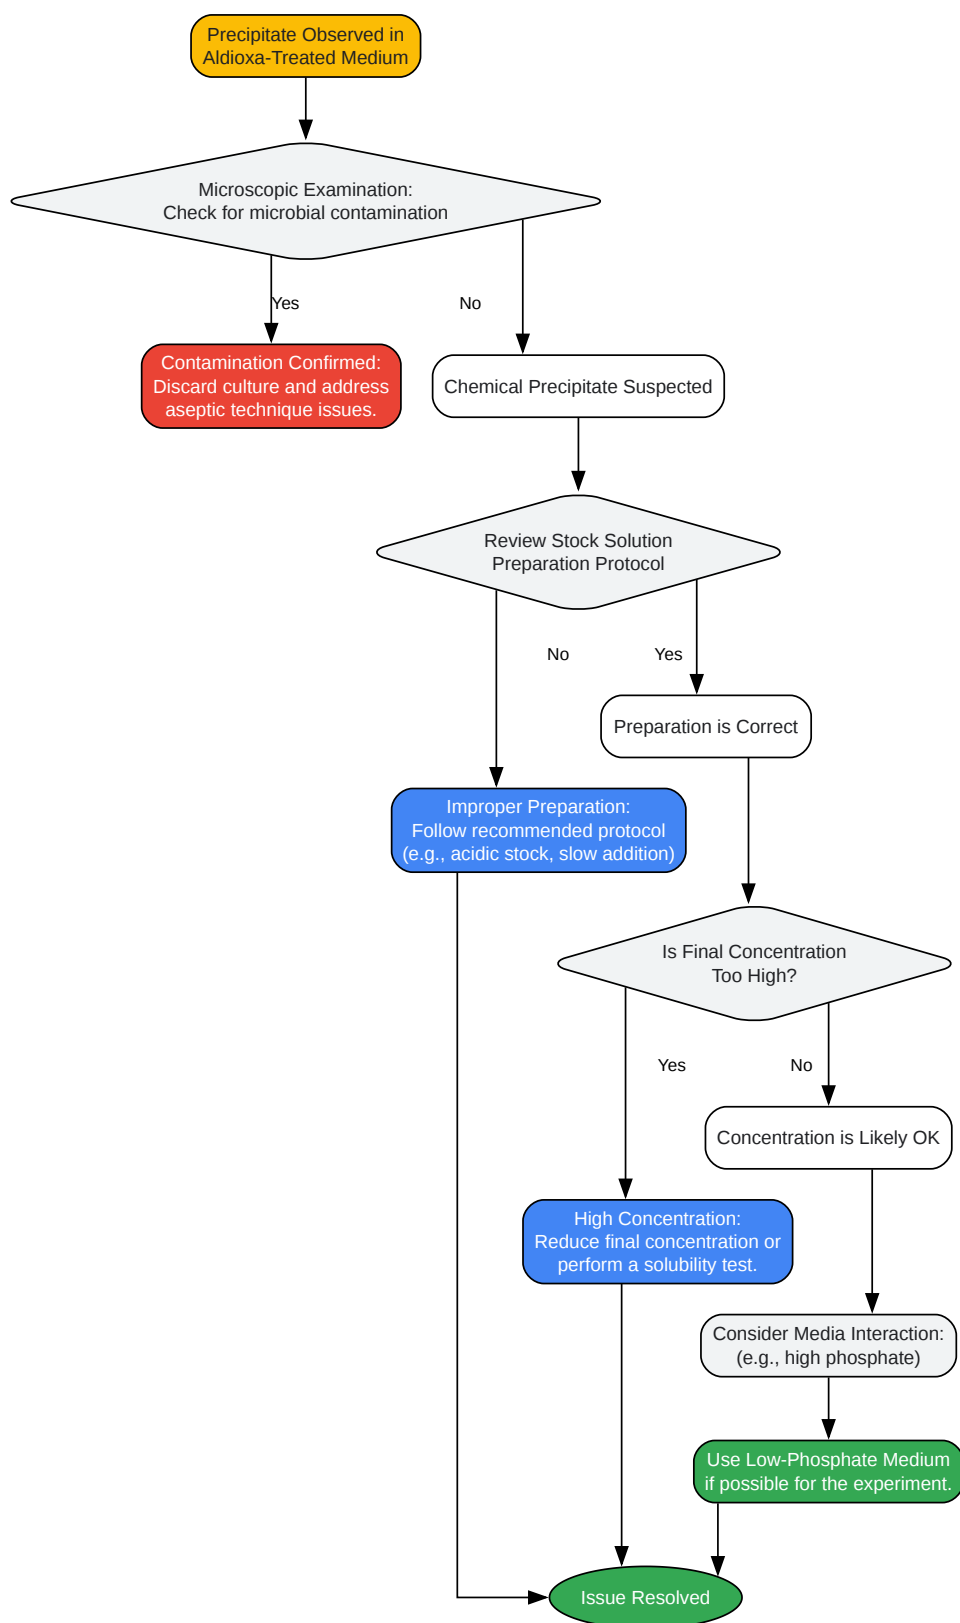 Precipitate Observed in
Aldioxa-Treated Medium
Microscopic Examination:
Check for microbial contamination
Yes
No
Contamination Confirmed:
Discard culture and address
aseptic technique issues.
Chemical Precipitate Suspected
Review Stock Solution
Preparation Protocol
No
Yes
Preparation is Correct
Improper Preparation:
Follow recommended protocol
(e.g., acidic stock, slow addition)
Is Final Concentration
Too High?
Yes
No
Concentration is Likely OK
High Concentration:
Reduce final concentration or
perform a solubility test.
Consider Media Interaction:
(e.g., high phosphate)
Use Low-Phosphate Medium
if possible for the experiment.
Issue Resolved